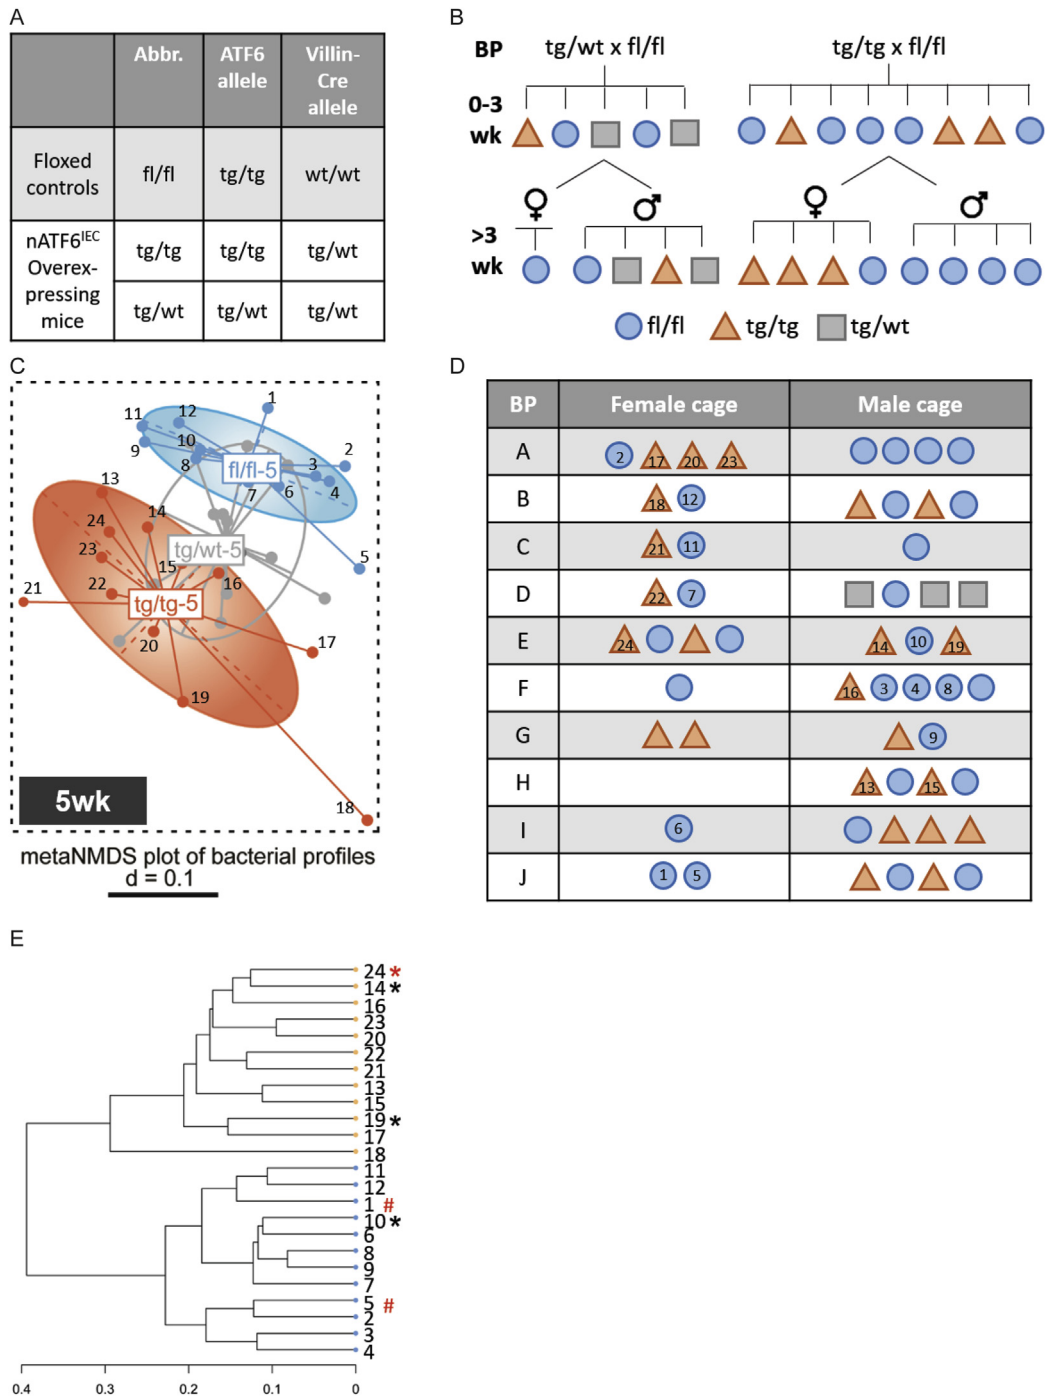 A
Abbr.
ATF6
allele
Villin-
Cre
allele
Floxed
controls
fl/fl
tg/tg
wt/wt
nATF6IEC
Overex-
pressing
mice
tg/tg
tg/tg
tg/wt
tg/wt
tg/wt
tg/wt
B
BP
tg/wt x fl/fl
tg/tg x fl/fl
0-3
wk
♀
♂
♀
♂
>3
wk
fl/fl
tg/tg
tg/wt
C
1
12
11
10
9
2
8
3
fl/fl-5
7
6
4
13
14
24
5
23
tg/wt-5
15
22
16
21
tg/tg-5
20
17
19
18
5wk
metaNMDS plot of bacterial profiles
d = 0.1
D
BP
Female cage
Male cage
A
2
17
20
23
B
18
12
C
21
11
D
22
7
E
24
14
10
19
F
16
3
4
8
G
9
H
13
15
I
6
J
1
5
E
24 *
14 *
16
23
20
22
21
13
15
19 *
17
18
11
12
1 #
10 *
6
8
9
7
5 #
2
3
4
0.4 0.3 0.2 0.1 0